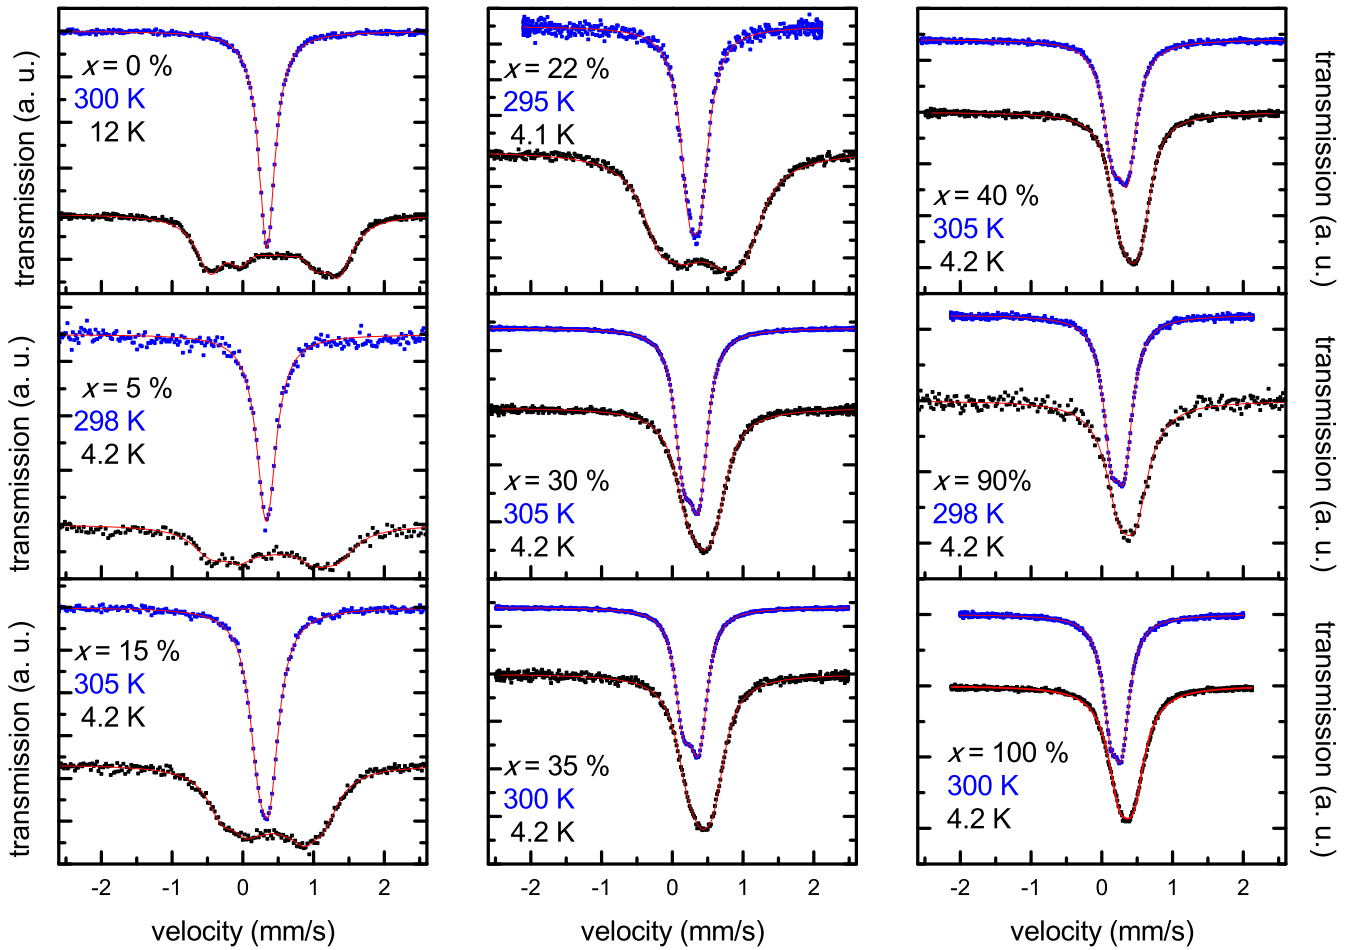 transmission (a. u.)
x = 0 %
300 K
12 K
x = 22 %
295 K
4.1 K
x = 40 %
305 K
4.2 K
transmission (a. u.)
transmission (a. u.)
x = 5 %
298 K
4.2 K
x = 30 %
305 K
4.2 K
x = 90%
298 K
4.2 K
transmission (a. u.)
transmission (a. u.)
x = 15 %
305 K
4.2 K
x = 35 %
300 K
4.2 K
x = 100 %
300 K
4.2 K
transmission (a. u.)
-2 -1 0 1 2
-2 -1 0 1 2
-2 -1 0 1 2
velocity (mm/s)
velocity (mm/s)
velocity (mm/s)